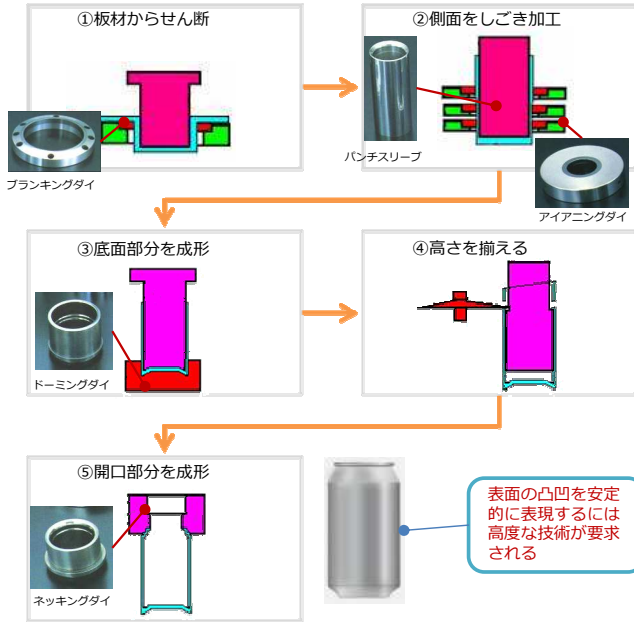 ①板材からせん断
ブランキングダイ
②側面をしごき加工
パンチスリーブ
アイアニングダイ
③底面部分を成形
ドーミングダイ
④高さを揃える
⑤開口部分を成形
ネッキングダイ
表面の凸凹を安定
的に表現するには
高度な技術が要求
される